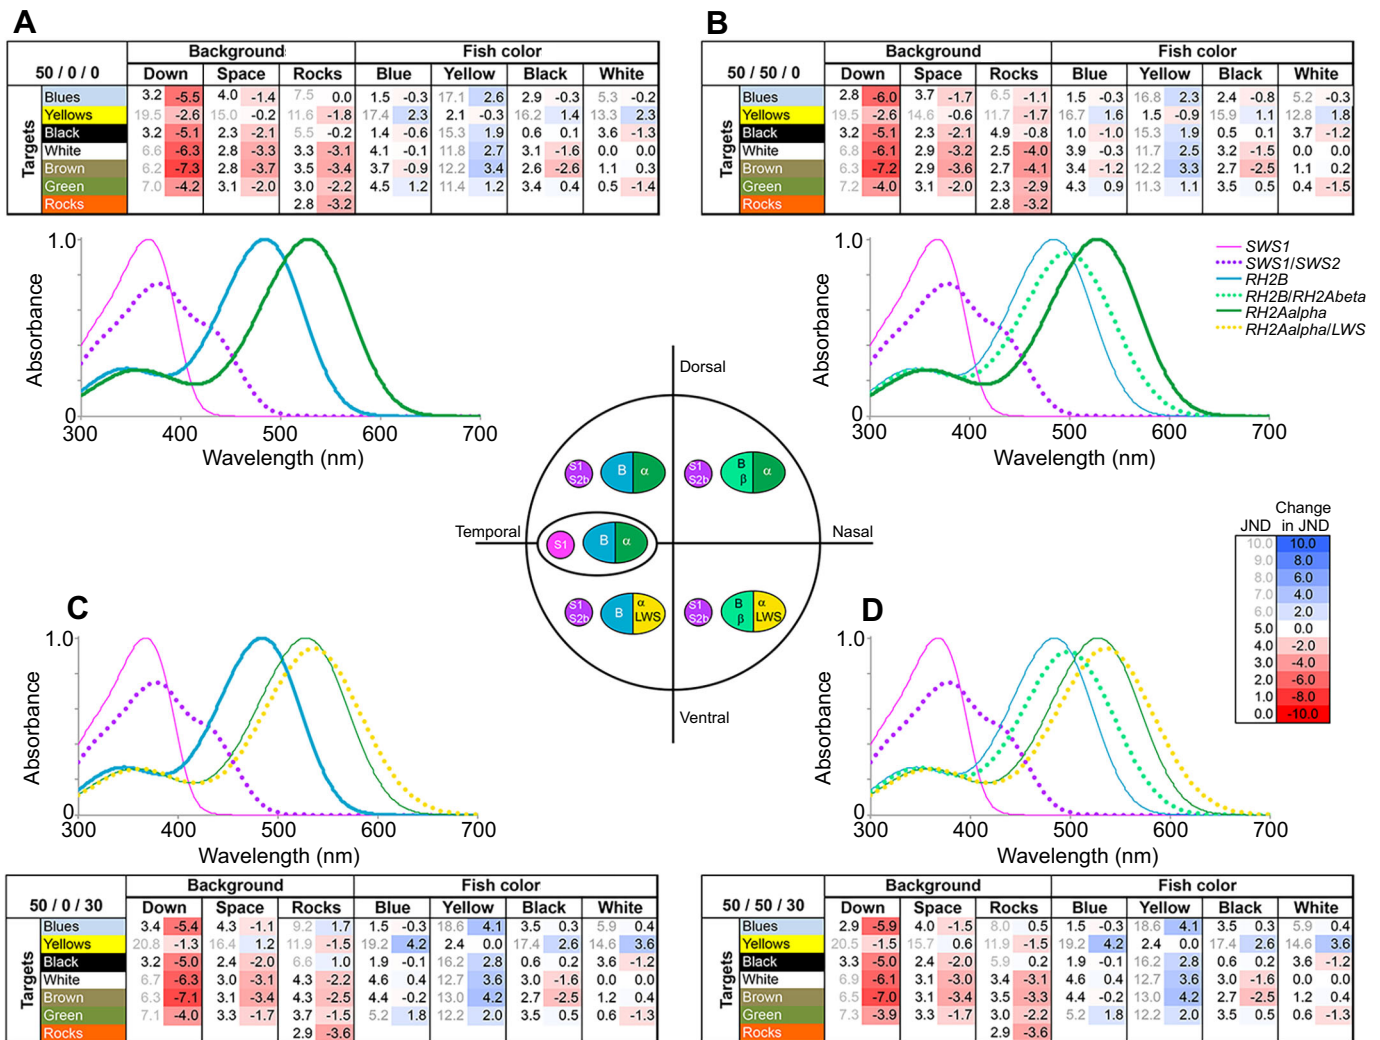 A
Background Fish color
50 / 0 / 0 Down Space Rocks Blue Yellow Black White
Targets
Blues 3.2 -5.5 4.0 -1.4 7.5 0.0 1.5 -0.3 17.1 2.6 2.9 -0.3 5.3 -0.2
Yellows 19.5 -2.6 15.0 -0.2 11.6 -1.8 17.4 2.3 2.1 -0.3 16.2 1.4 13.3 2.3
Black 3.2 -5.1 2.3 -2.1 5.5 -0.2 1.4 -0.6 15.3 1.9 0.6 0.1 3.6 -1.3
White 6.6 -6.3 2.8 -3.3 3.3 -3.1 4.1 -0.1 11.8 2.7 3.1 -1.6 0.0 0.0
Brown 6.2 -7.3 2.8 -3.7 3.5 -3.4 3.7 -0.9 12.2 3.4 2.6 -2.6 1.1 0.3
Green 7.0 -4.2 3.1 -2.0 3.0 -2.2 4.5 1.2 11.4 1.2 3.4 0.4 0.5 -1.4
Rocks 2.8 -3.2
B
Background Fish color
50 / 50 / 0 Down Space Rocks Blue Yellow Black White
Targets
Blues 2.8 -6.0 3.7 -1.7 6.5 -1.1 1.5 -0.3 16.8 2.3 2.4 -0.8 5.2 -0.3
Yellows 19.5 -2.6 14.6 -0.6 11.7 -1.7 16.7 1.6 1.5 -0.9 15.9 1.1 12.8 1.8
Black 3.2 -5.1 2.3 -2.1 4.9 -0.8 1.0 -1.0 15.3 1.9 0.5 0.1 3.7 -1.2
White 6.8 -6.1 2.9 -3.2 2.5 -4.0 3.9 -0.3 11.7 2.5 3.2 -1.5 0.0 0.0
Brown 6.3 -7.2 2.9 -3.6 2.7 -4.1 3.4 -1.2 12.2 3.3 2.7 -2.5 1.1 0.2
Green 7.2 -4.0 3.1 -2.0 2.3 -2.9 4.3 0.9 11.3 1.1 3.5 0.5 0.4 -1.5
Rocks 2.8 -3.2
1.0
Absorbance
0
300 400 500 600 700
Wavelength (nm)
1.0
Absorbance
0
300 400 500 600 700
Wavelength (nm)
SWS1
SWS1/SWS2
RH2B
RH2B/RH2Abeta
RH2Aalpha
RH2Aalpha/LWS
Dorsal
S1 S2b B α
S1 S2b B β α
Temporal
S1 B α
Nasal
S1 S2b B α LWS
S1 S2b B β α LWS
Ventral
JND Change in JND
10.0 10.0
9.0 8.0
8.0 6.0
7.0 4.0
6.0 2.0
5.0 0.0
4.0 -2.0
3.0 -4.0
2.0 -6.0
1.0 -8.0
0.0 -10.0
C
1.0
Absorbance
0
300 400 500 600 700
Wavelength (nm)
D
1.0
Absorbance
0
300 400 500 600 700
Wavelength (nm)
Background Fish color
50 / 0 / 30 Down Space Rocks Blue Yellow Black White
Targets
Blues 3.4 -5.4 4.3 -1.1 9.2 1.7 1.5 -0.3 18.6 4.1 3.5 0.3 5.9 0.4
Yellows 20.8 -1.3 16.4 1.2 11.9 -1.5 19.2 4.2 2.4 0.0 17.4 2.6 14.6 3.6
Black 3.2 -5.0 2.4 -2.0 6.6 1.0 1.9 -0.1 16.2 2.8 0.6 0.2 3.6 -1.2
White 6.7 -6.3 3.0 -3.1 4.3 -2.2 4.6 0.4 12.7 3.6 3.0 -1.6 0.0 0.0
Brown 6.3 -7.1 3.1 -3.4 4.3 -2.5 4.4 -0.2 13.0 4.2 2.7 -2.5 1.2 0.4
Green 7.1 -4.0 3.3 -1.7 3.7 -1.5 5.2 1.8 12.2 2.0 3.5 0.5 0.6 -1.3
Rocks 2.9 -3.6
Background Fish color
50 / 50 / 30 Down Space Rocks Blue Yellow Black White
Targets
Blues 2.9 -5.9 4.0 -1.5 8.0 0.5 1.5 -0.3 18.6 4.1 3.5 0.3 5.9 0.4
Yellows 20.5 -1.5 15.7 0.6 11.9 -1.5 19.2 4.2 2.4 0.0 17.4 2.6 14.6 3.6
Black 3.3 -5.0 2.4 -2.0 5.9 0.2 1.9 -0.1 16.2 2.8 0.6 0.2 3.6 -1.2
White 6.9 -6.1 3.1 -3.0 3.4 -3.1 4.6 0.4 12.7 3.6 3.0 -1.6 0.0 0.0
Brown 6.5 -7.0 3.1 -3.4 3.5 -3.3 4.4 -0.2 13.0 4.2 2.7 -2.5 1.2 0.4
Green 7.3 -3.9 3.3 -1.7 3.0 -2.2 5.2 1.8 12.2 2.0 3.5 0.5 0.6 -1.3
Rocks 2.9 -3.6